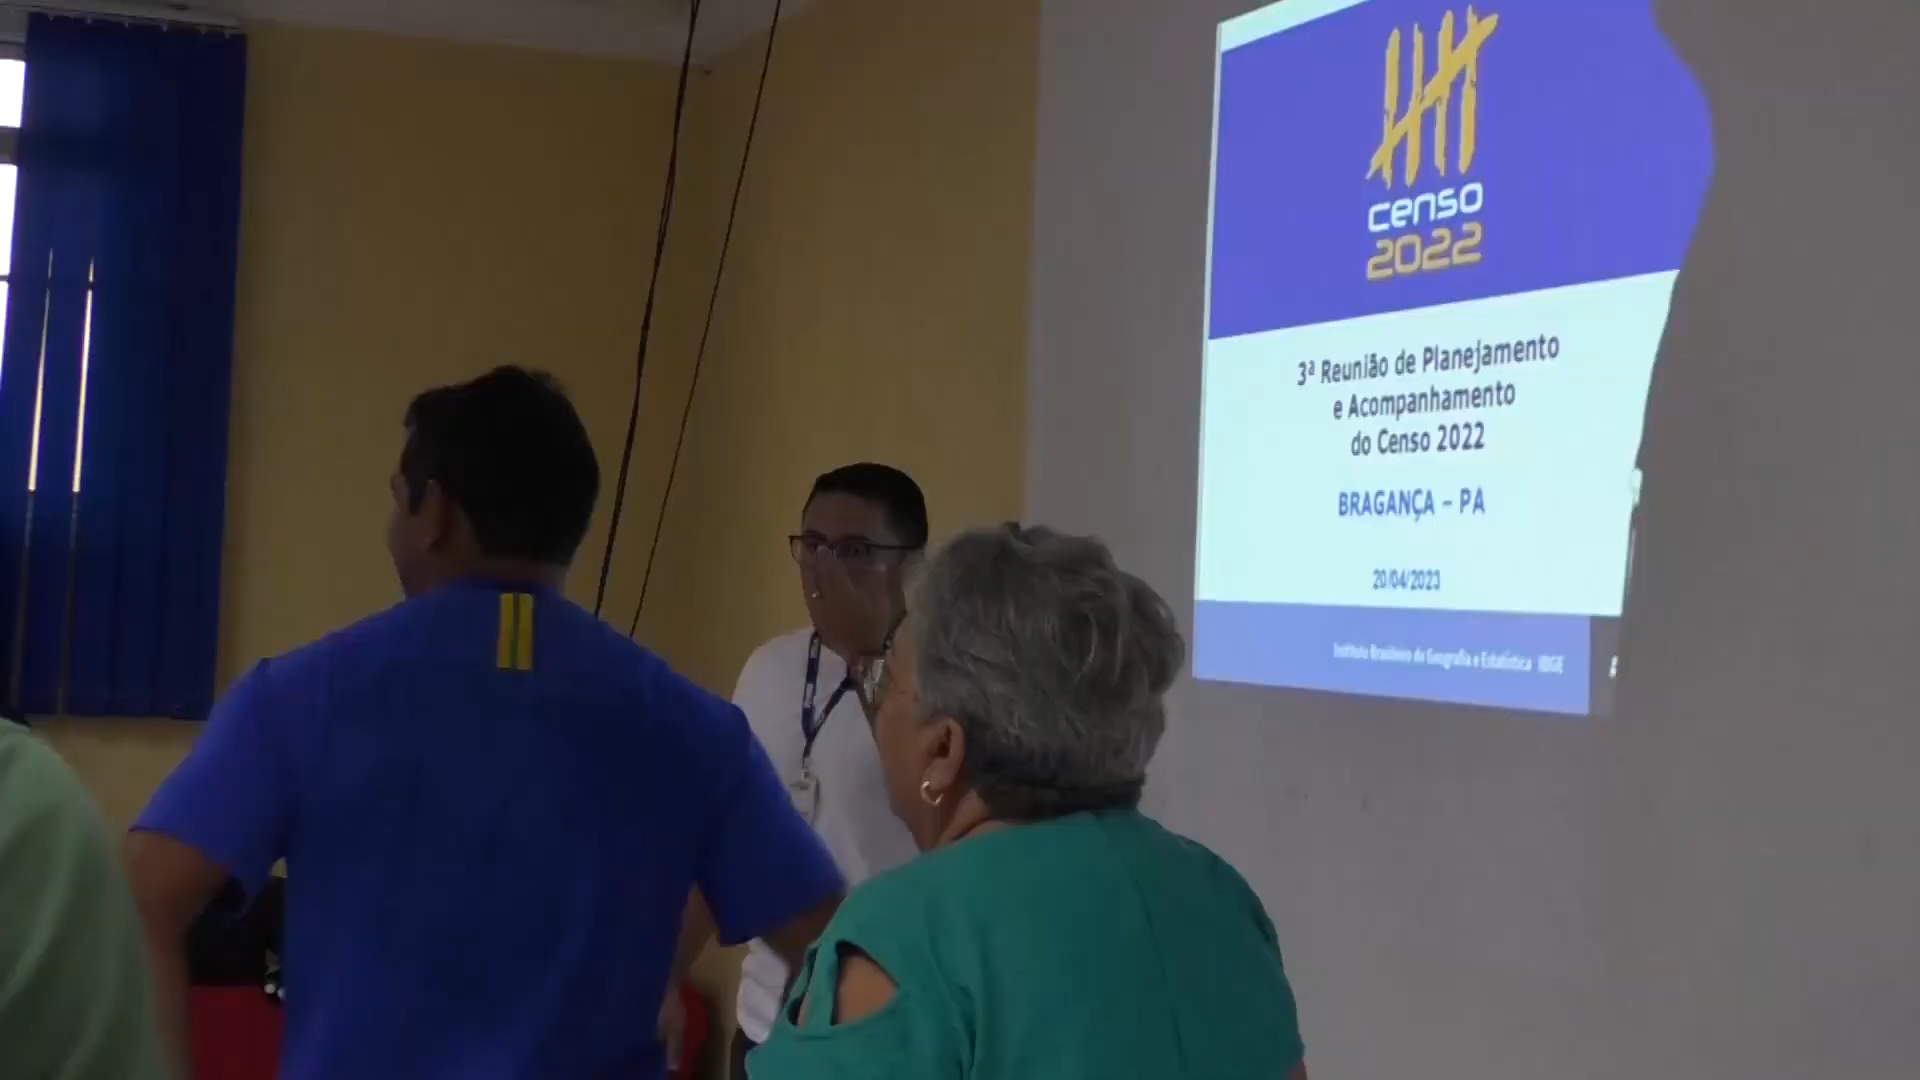 censo
2022
3ª Reunião de Planejamento
e Acompanhamento
do Censo 2022
BRAGANÇA – PA
20/04/2023
Instituto Brasileiro de Geografia e Estatística IBGE